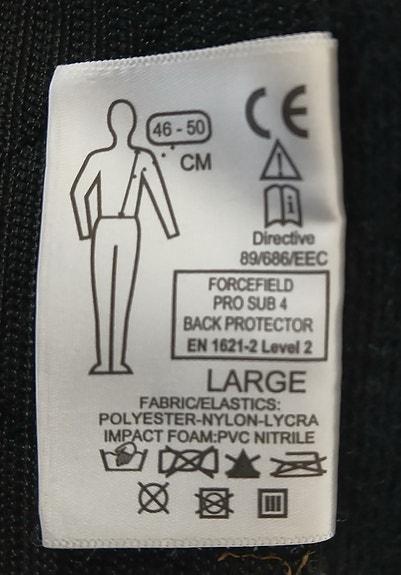 CE
46 - 50
CM
Directive
89/686/EEC
FORCEFIELD
PRO SUB 4
BACK PROTECTOR
EN 1621-2 Level 2
LARGE
FABRIC/ELASTICS:
POLYESTER-NYLON-LYCRA
IMPACT FOAM:PVC NITRILE